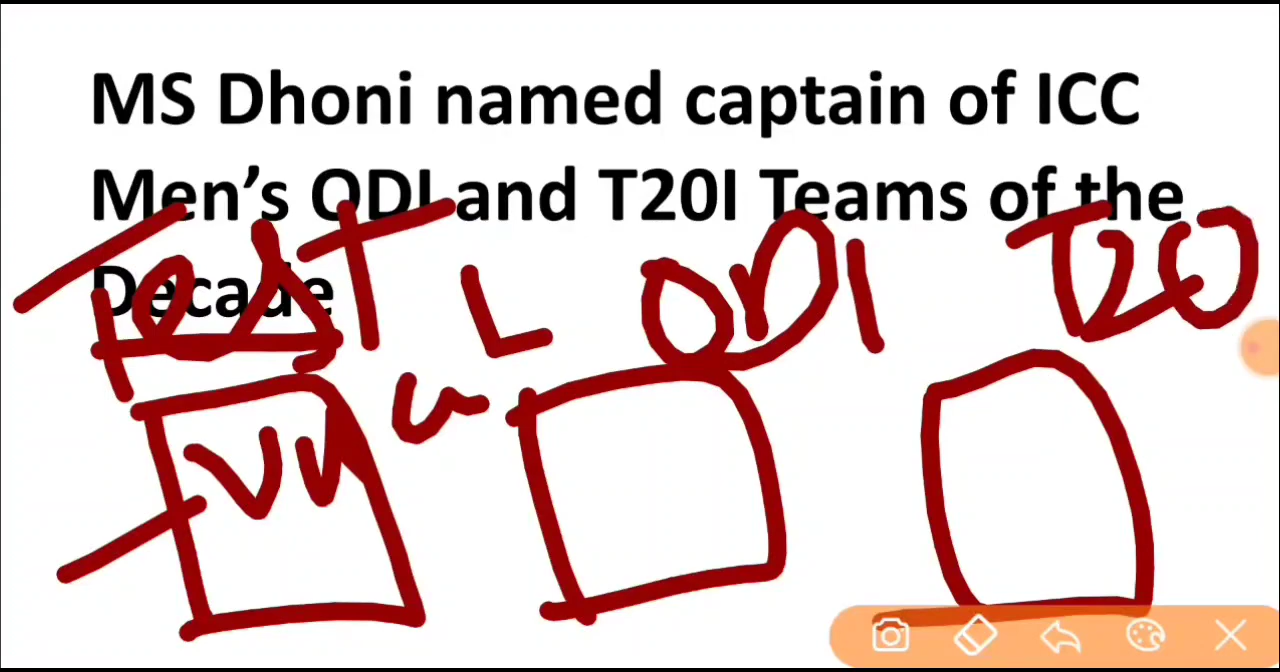 MS Dhoni named captain of ICC
Men's ODI and T20I Teams of the
Decade
Test L ODI T20